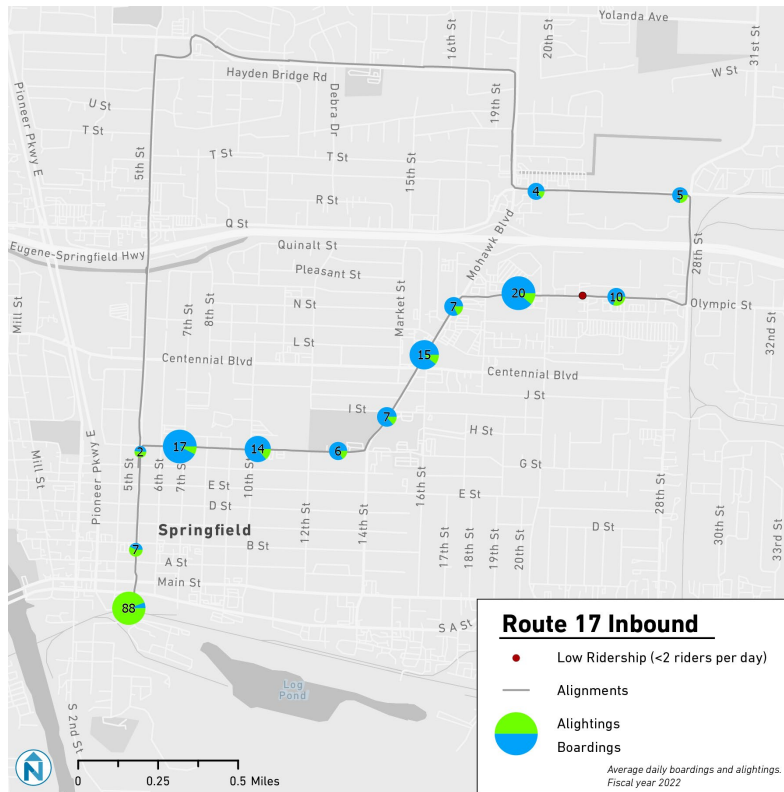 Yolanda Ave
16th St
20th St
31st St
Hayden Bridge Rd
W St
Pioneer Pkwy E
U St
T St
Debra Dr
19th St
5th St
T St
T St
15th St
R St
4
5
Q St
Mohawk Blvd
Quinalt St
Eugene-Springfield Hwy
28th St
Pleasant St
20
10
7
Olympic St
Mill St
7th St
8th St
N St
Market St
32nd St
L St
15
Centennial Blvd
Centennial Blvd
J St
I St
7
H St
17
14
6
2
Mill St
Pioneer Pkwy E
5th St
6th St
7th St
10th St
G St
16th St
E St
E St
28th St
D St
12th St
14th St
Springfield
D St
30th St
33rd St
B St
17th St
18th St
19th St
20th St
7
A St
Main St
88
S A St
Log
Pond
S 2nd St
N
0
0.25
0.5 Miles
Route 17 Inbound
Low Ridership (<2 riders per day)
Alignments
Alightings
Boardings
Average daily boardings and alightings.
Fiscal year 2022